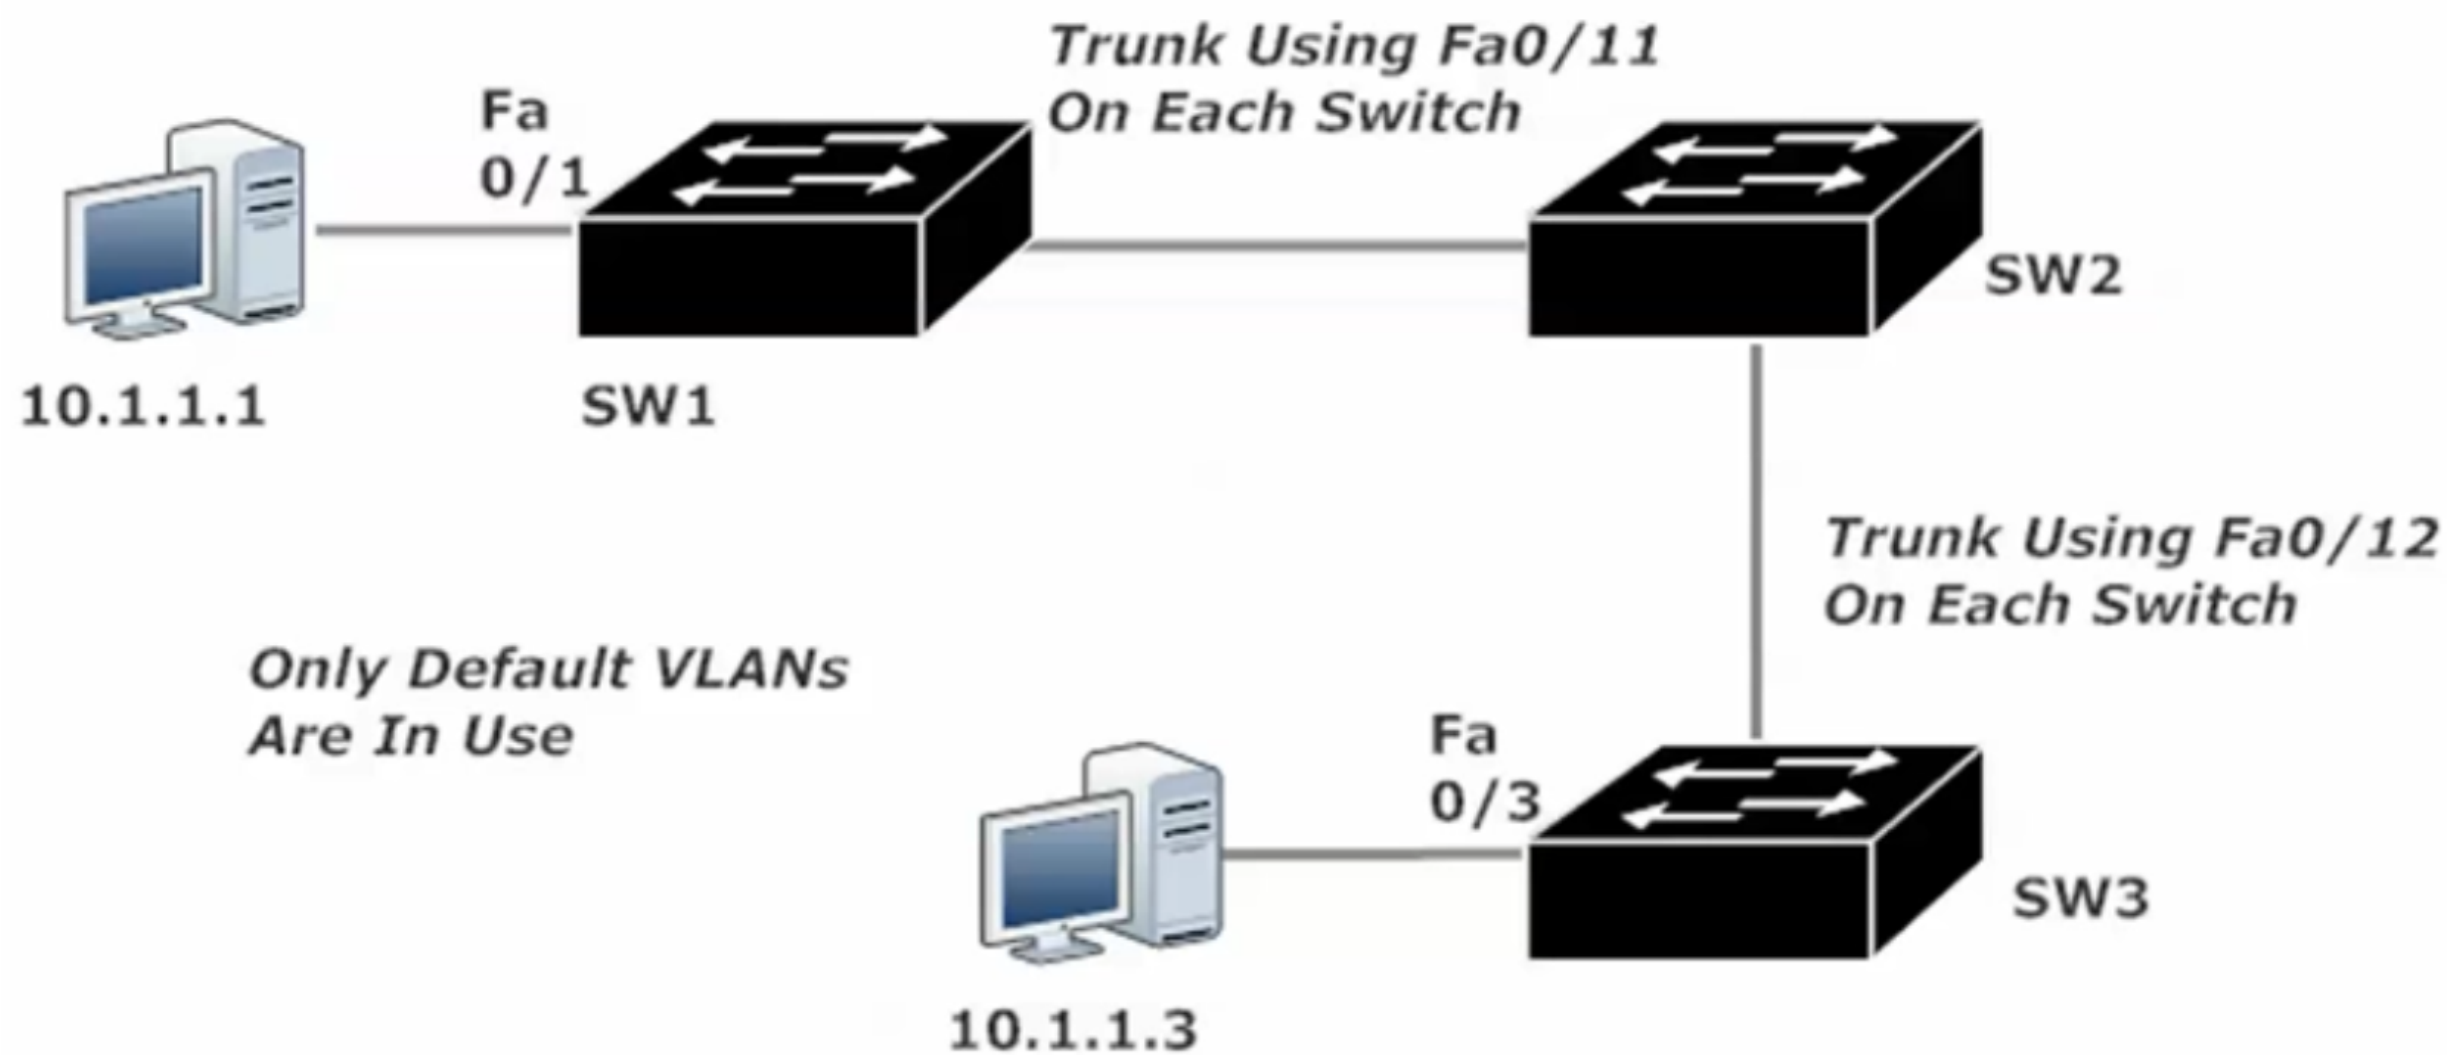 Trunk Using Fa0/11
On Each Switch
Fa
0/1
SW2
10.1.1.1
SW1
Trunk Using Fa0/12
On Each Switch
Only Default VLANs
Are In Use
Fa
0/3
SW3
10.1.1.3